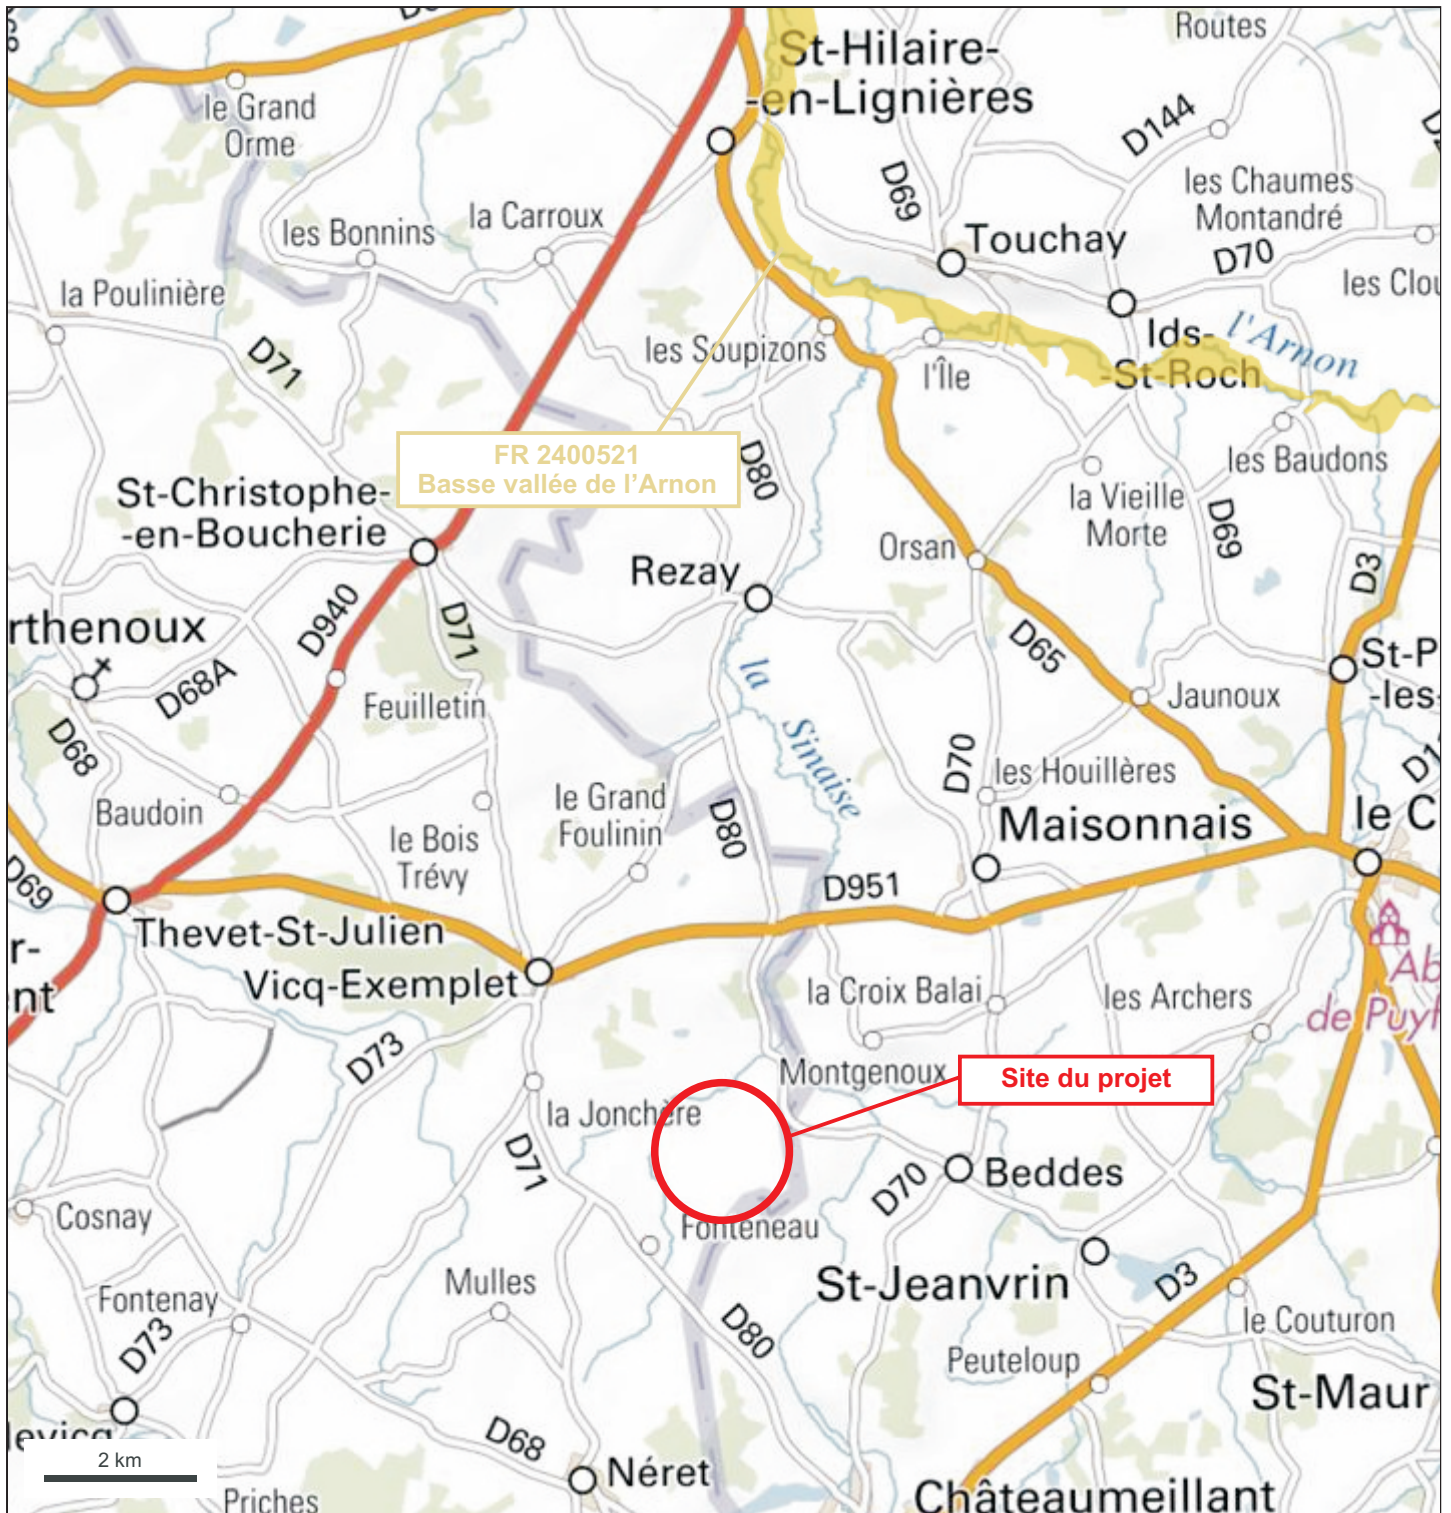 Routes
St-Hilaire-
-en-Lignières
le Grand
Orme
D144
D69
les Chaumes
Montandré
la Carroux
les Bonnins
Touchay
D70
les Clou
la Poulinière
l'Arnon
Ids-
-St-Roch
les Soupizons
l'Île
D71
FR 2400521
Basse vallée de l'Arnon
D80
les Baudons
St-Christophe-
-en-Boucherie
la Vieille
Morte
D69
Orsan
D3
Rezay
D940
D71
rthenoux
D65
St-P
-les-
D68A
la Sinaise
Feuilletin
Jaunoux
D68
D70
les Houillères
D1
le Grand
Foulinin
Baudoin
D80
Maisonnais
le C
le Bois
Trévy
D69
D951
Thevet-St-Julien
r-
nt
Vicq-Exemplet
la Croix Balai
les Archers
Ab
de Puyf
D73
Montgenoux
Site du projet
la Jonchère
D71
Beddes
D70
Cosnay
Fonteneau
Mulles
St-Jeanvrin
D3
Fontenay
D73
D80
le Couturon
Peuteloup
St-Maur
levicq
D68
2 km
Néret
Châteaumeillant
Priches